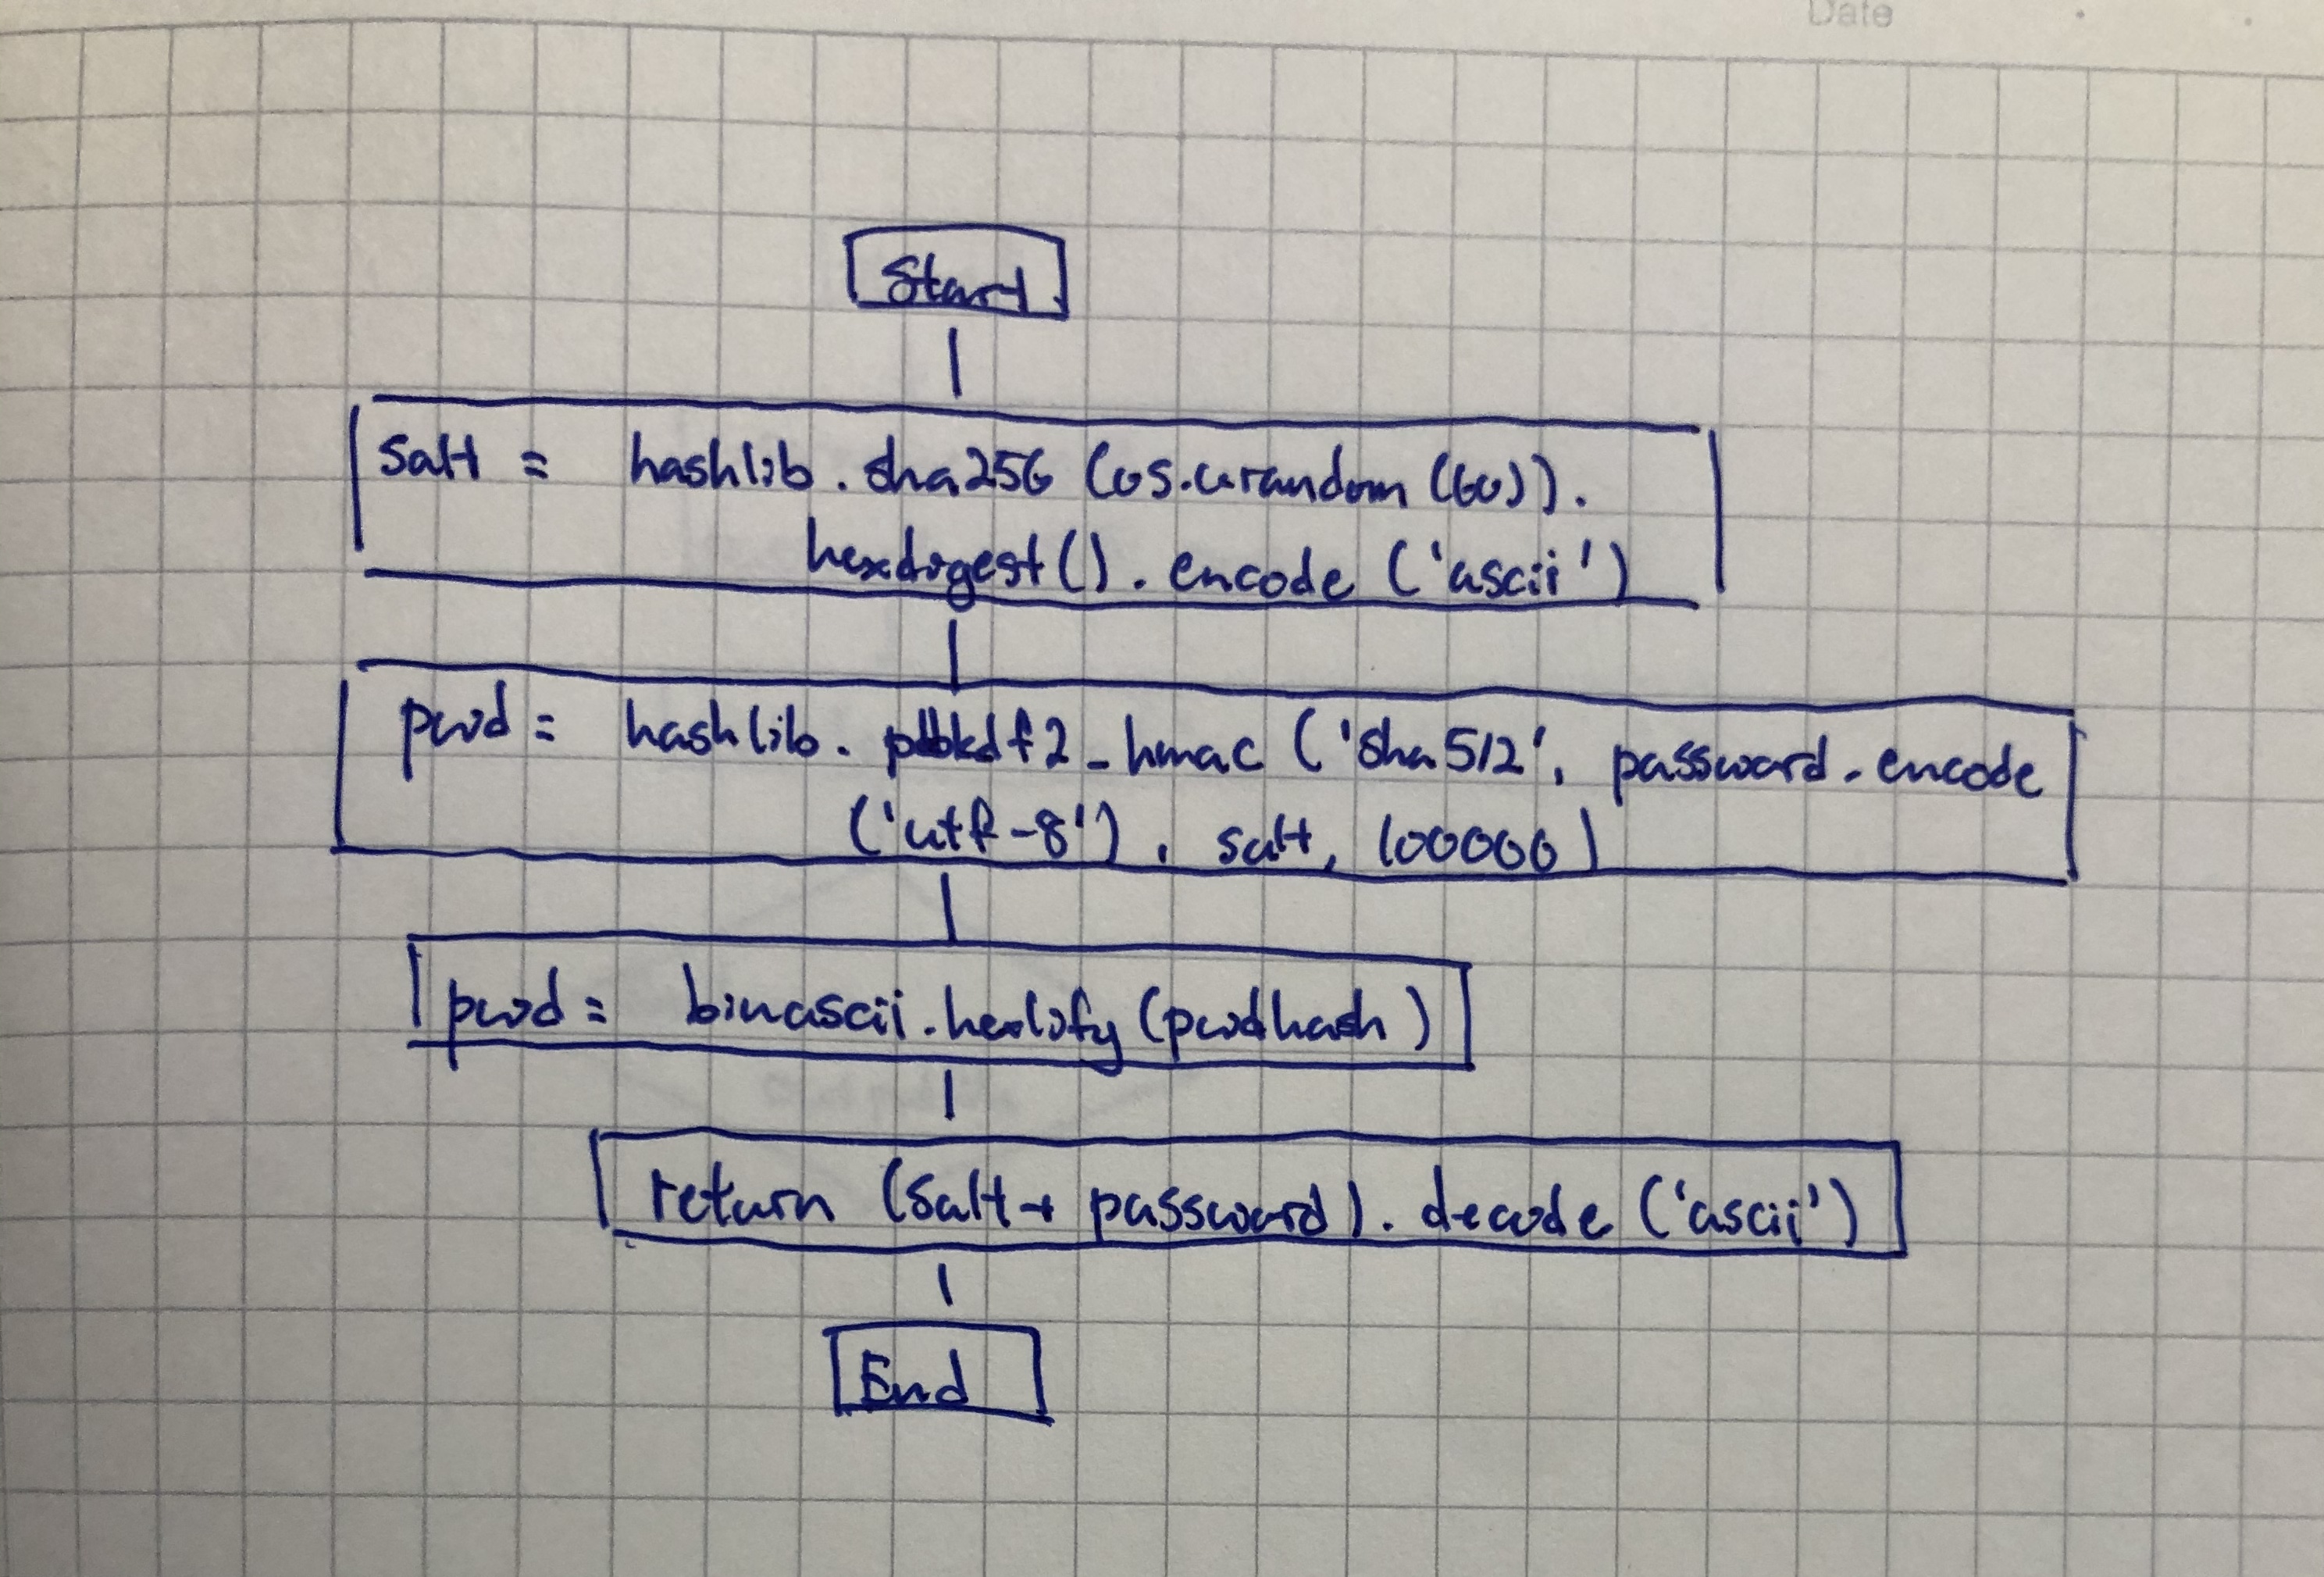 Date
Start
salt = hashlib.sha256 (os.urandom (60)).
hexdigest().encode ('ascii')
pwd = hashlib.pdbkdf2_hmac ('sha512', password.encode
('utf-8'), salt, 100000)
pwd = binascii.hexlify (pwdhash)
return (salt + password).decode ('ascii')
End